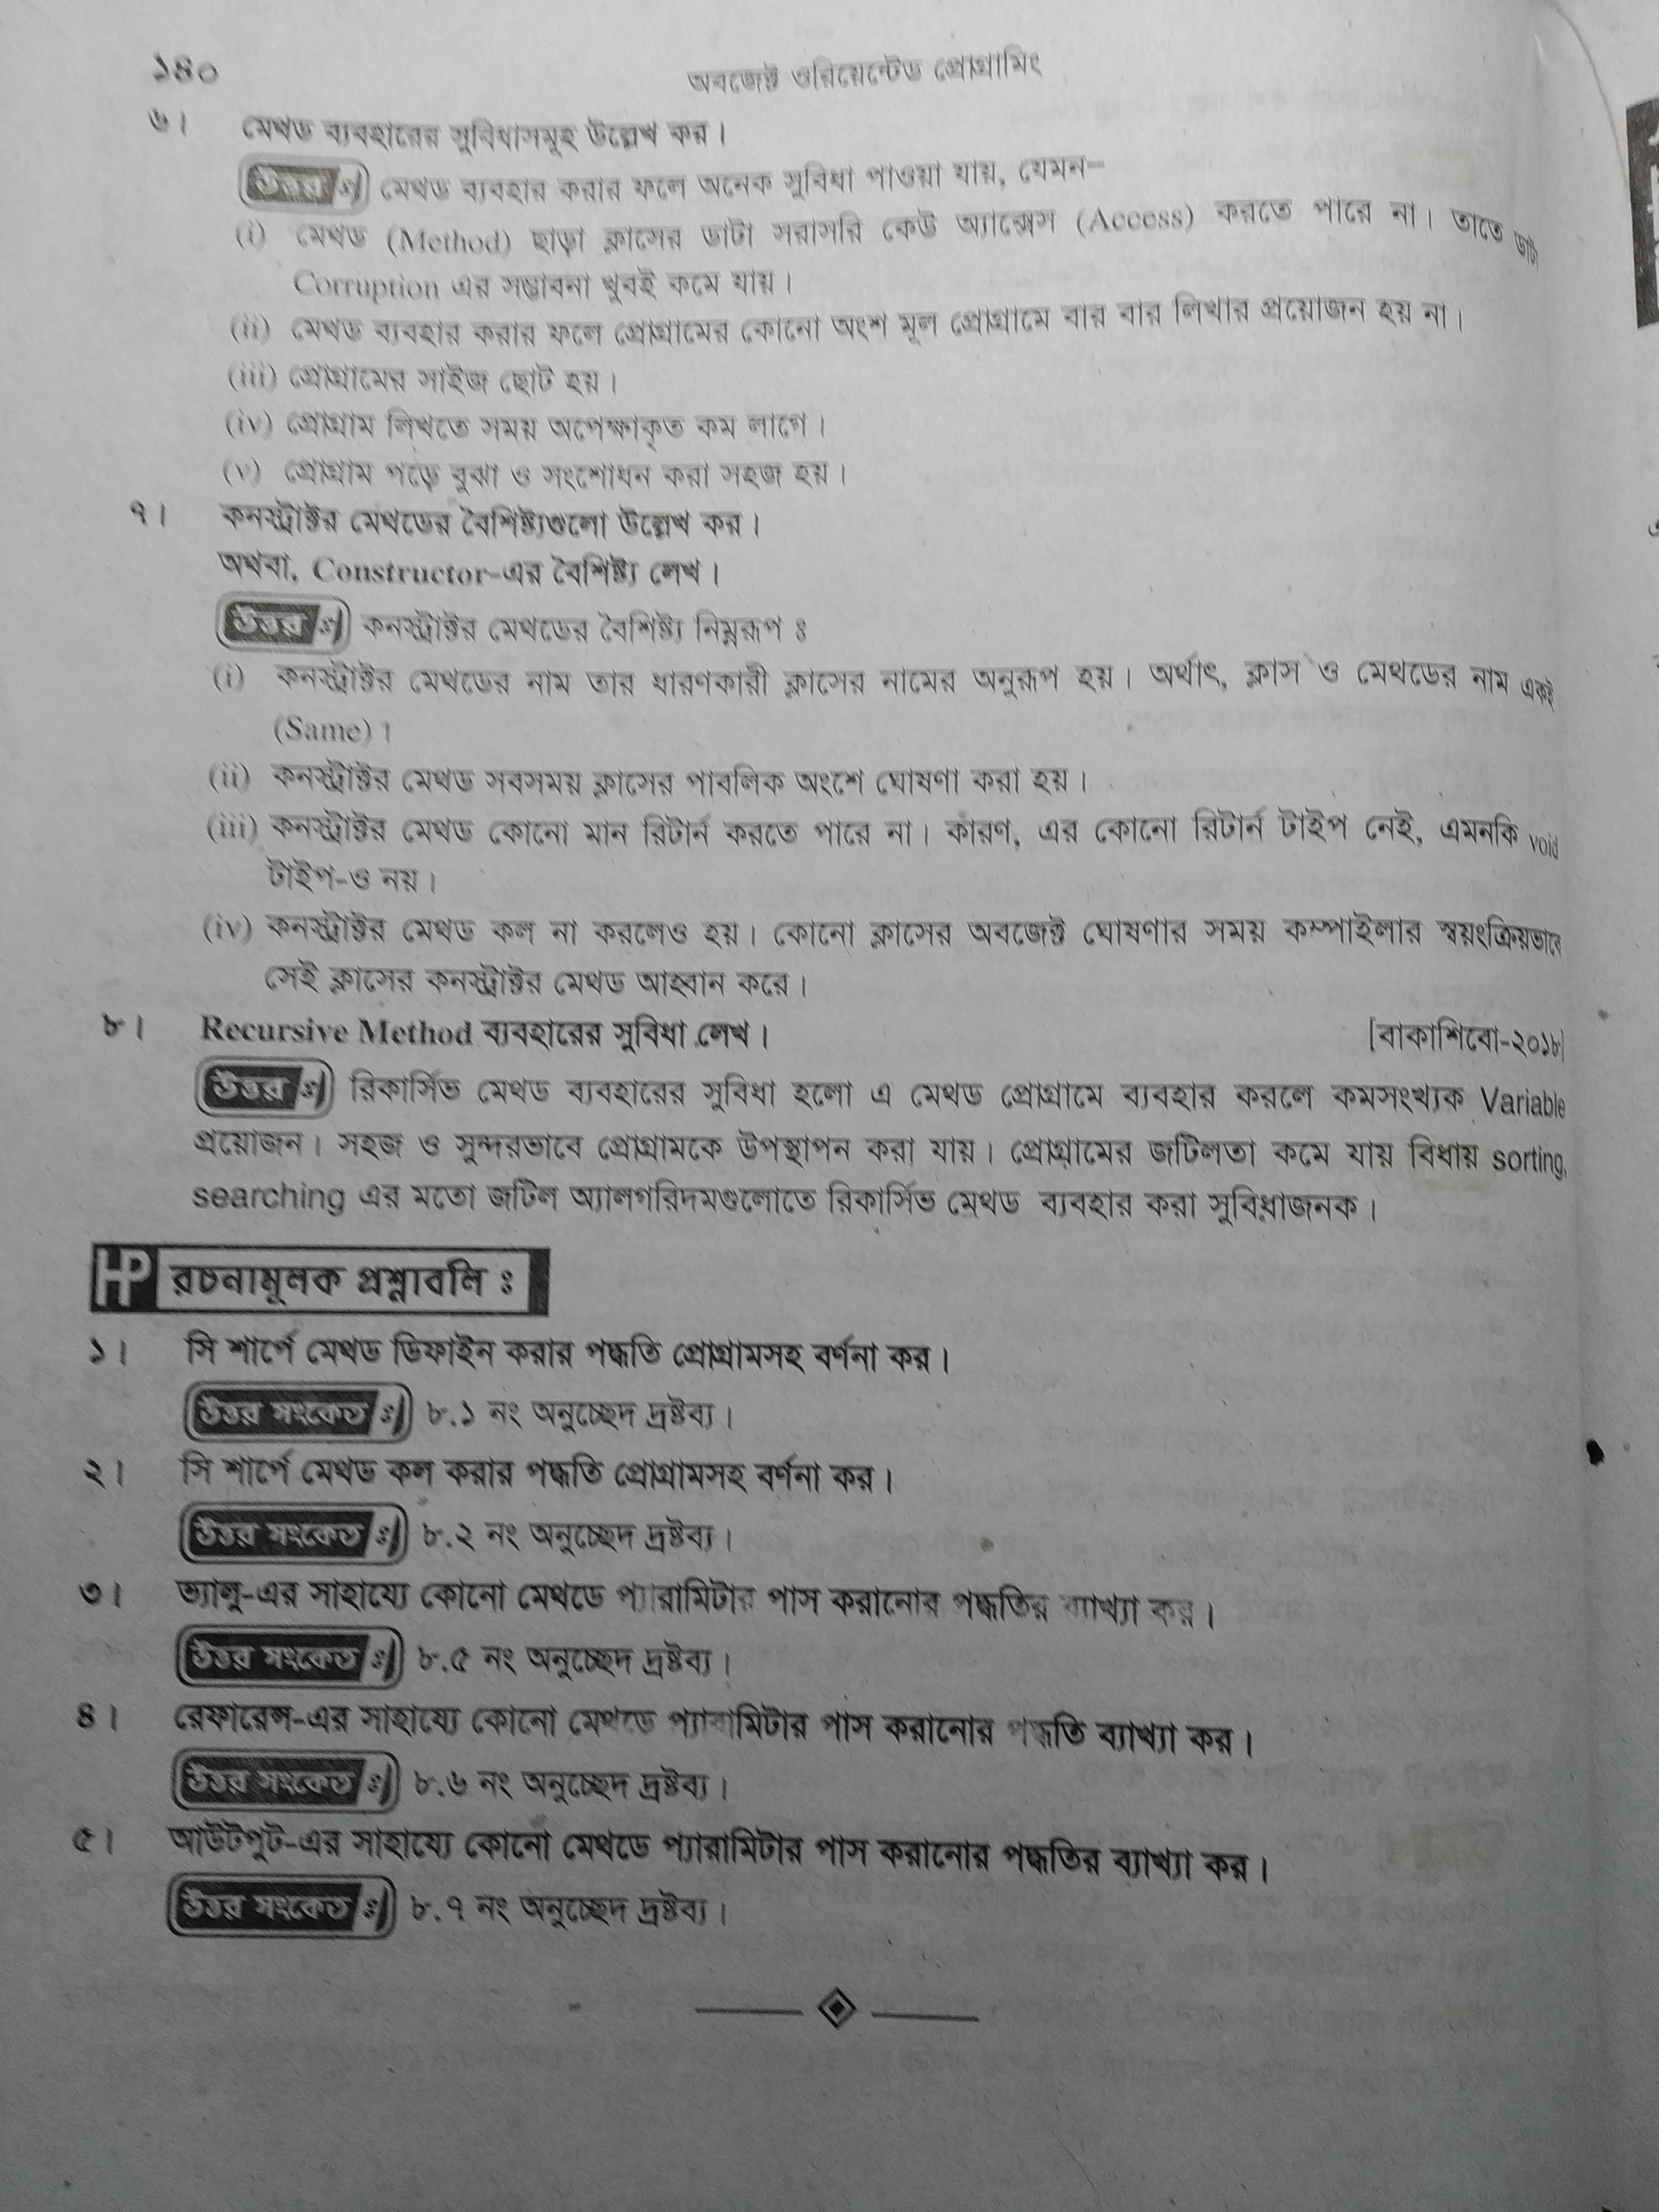 ১৪০
অবজেক্ট ওরিয়েন্টেড প্রোগ্রামিং
৬। মেথড ব্যবহারের সুবিধাসমূহ উল্লেখ কর।
উত্তর ঃ মেথড ব্যবহার করার ফলে অনেক সুবিধা পাওয়া যায়, যেমন–
(i) মেথড (Method) ছাড়া ক্লাসের ডাটা সরাসরি কেউ অ্যাক্সেস (Access) করতে পারে না। তাতে ডাটা
Corruption এর সম্ভাবনা খুবই কমে যায়।
(ii) মেথড ব্যবহার করার ফলে প্রোগ্রামের কোনো অংশ মূল প্রোগ্রামে বার বার লিখার প্রয়োজন হয় না।
(iii) প্রোগ্রামের সাইজ ছোট হয়।
(iv) প্রোগ্রাম লিখতে সময় অপেক্ষাকৃত কম লাগে।
(v) প্রোগ্রাম পড়ে বুঝা ও সংশোধন করা সহজ হয়।
৭। কনস্ট্রাক্টর মেথডের বৈশিষ্ট্যগুলো উল্লেখ কর।
অথবা, Constructor-এর বৈশিষ্ট্য লেখ।
উত্তর ঃ কনস্ট্রাক্টর মেথডের বৈশিষ্ট্য নিম্নরূপ ঃ
(i) কনস্ট্রাক্টর মেথডের নাম তার ধারণকারী ক্লাসের নামের অনুরূপ হয়। অর্থাৎ, ক্লাস ও মেথডের নাম একই
(Same)।
(ii) কনস্ট্রাক্টর মেথড সবসময় ক্লাসের পাবলিক অংশে ঘোষণা করা হয়।
(iii) কনস্ট্রাক্টর মেথড কোনো মান রিটার্ন করতে পারে না। কারণ, এর কোনো রিটার্ন টাইপ নেই, এমনকি void
টাইপ-ও নয়।
(iv) কনস্ট্রাক্টর মেথড কল না করলেও হয়। কোনো ক্লাসের অবজেক্ট ঘোষণার সময় কম্পাইলার স্বয়ংক্রিয়ভাবে
সেই ক্লাসের কনস্ট্রাক্টর মেথড আহ্বান করে।
৮। Recursive Method ব্যবহারের সুবিধা লেখ। [বাকাশিবো-২০১৮]
উত্তর ঃ রিকার্সিভ মেথড ব্যবহারের সুবিধা হলো এ মেথড প্রোগ্রামে ব্যবহার করলে কমসংখ্যক Variable
প্রয়োজন। সহজ ও সুন্দরভাবে প্রোগ্রামকে উপস্থাপন করা যায়। প্রোগ্রামের জটিলতা কমে যায় বিধায় sorting,
searching এর মতো জটিল অ্যালগরিদমগুলোতে রিকার্সিভ মেথড ব্যবহার করা সুবিধাজনক।
HP রচনামূলক প্রশ্নাবলি ঃ
১। সি শার্পে মেথড ডিফাইন করার পদ্ধতি প্রোগ্রামসহ বর্ণনা কর।
উত্তর সংকেত ঃ ৮.১ নং অনুচ্ছেদ দ্রষ্টব্য।
২। সি শার্পে মেথড কল করার পদ্ধতি প্রোগ্রামসহ বর্ণনা কর।
উত্তর সংকেত ঃ ৮.২ নং অনুচ্ছেদ দ্রষ্টব্য।
৩। ভ্যালু-এর সাহায্যে কোনো মেথডে প্যারামিটার পাস করানোর পদ্ধতির ব্যাখ্যা কর।
উত্তর সংকেত ঃ ৮.৫ নং অনুচ্ছেদ দ্রষ্টব্য।
৪। রেফারেন্স-এর সাহায্যে কোনো মেথডে প্যারামিটার পাস করানোর পদ্ধতি ব্যাখ্যা কর।
উত্তর সংকেত ঃ ৮.৬ নং অনুচ্ছেদ দ্রষ্টব্য।
৫। আউটপুট-এর সাহায্যে কোনো মেথডে প্যারামিটার পাস করানোর পদ্ধতির ব্যাখ্যা কর।
উত্তর সংকেত ঃ ৮.৭ নং অনুচ্ছেদ দ্রষ্টব্য।